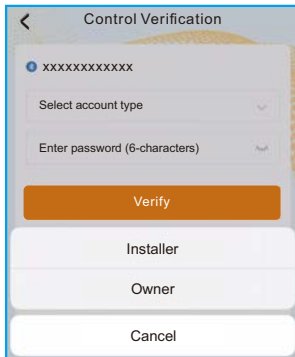 Control Verification
xxxxxxxxxxxx
Select account type
Enter password (6-characters)
Verify
Installer
Owner
Cancel